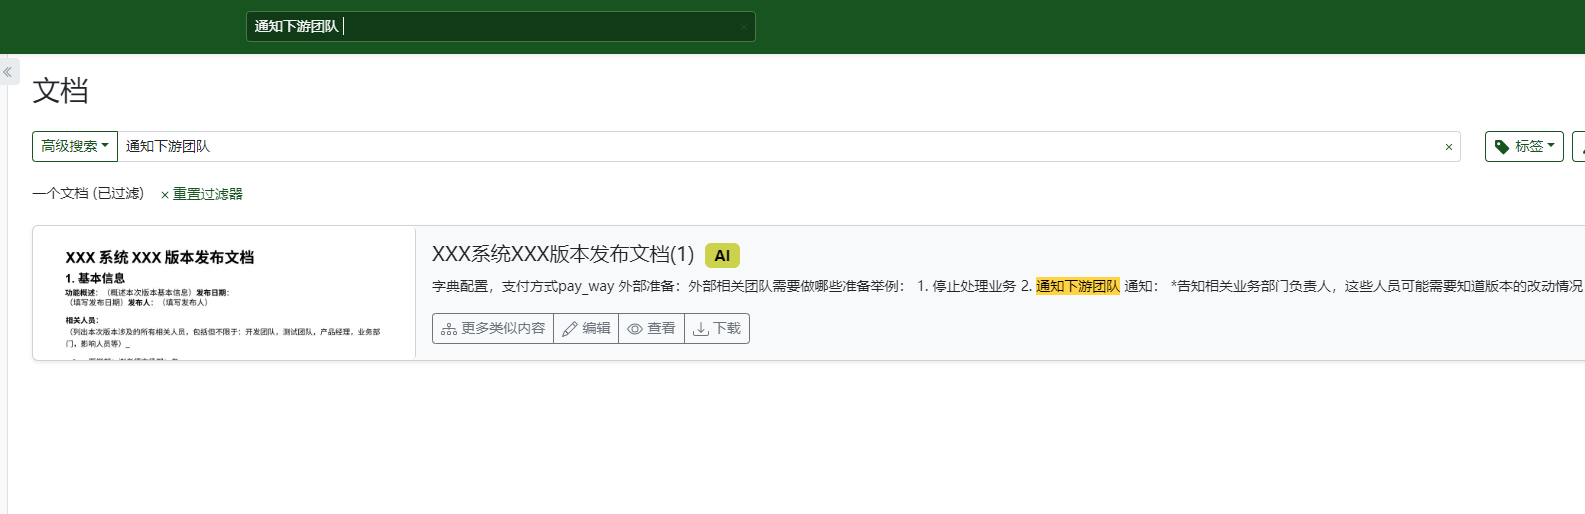 通知下游团队
文档
高级搜索 通知下游团队 × 标签
一个文档 (已过滤) × 重置过滤器
XXX 系统 XXX 版本发布文档
1. 基本信息
功能概述：（概述本次版本基本信息）发布日期：
（填写发布日期）发布人：（填写发布人）
相关人员：
（列出本次版本涉及的所有相关人员，包括但不限于：开发团队，测试团队，产品经理，业务部
门，影响人员等）_
XXX系统XXX版本发布文档(1) AI
字典配置，支付方式pay_way 外部准备：外部相关团队需要做哪些准备举例： 1. 停止处理业务 2. 通知下游团队 通知： *告知相关业务部门负责人，这些人员可能需要知道版本的改动情况
更多类似内容 编辑 查看 下载